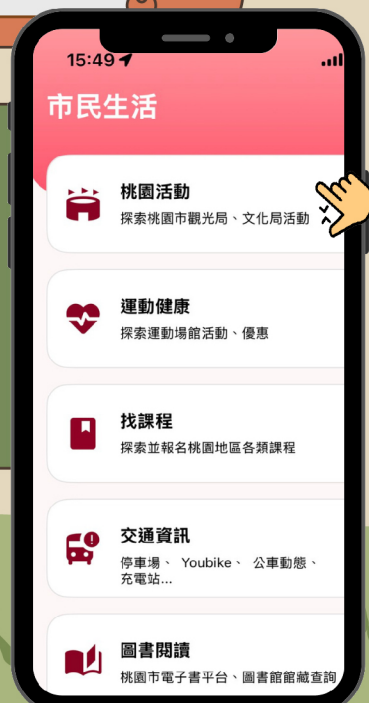 15:49
市民生活
桃園活動
探索桃園市觀光局、文化局活動
運動健康
探索運動場館活動、優惠
找課程
探索並報名桃園地區各類課程
交通資訊
停車場、 Youbike、 公車動態、
充電站...
圖書閱讀
桃園市電子書平台、圖書館館藏查詢